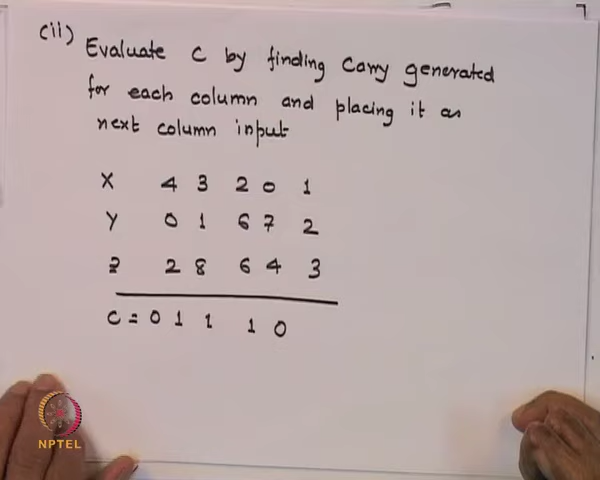 (ii) Evaluate C by finding Carry generated
for each column and placing it as
next column input
X 4 3 2 0 1
Y 0 1 6 7 2
Z 2 8 6 4 3
C = 0 1 1 1 0
NPTEL